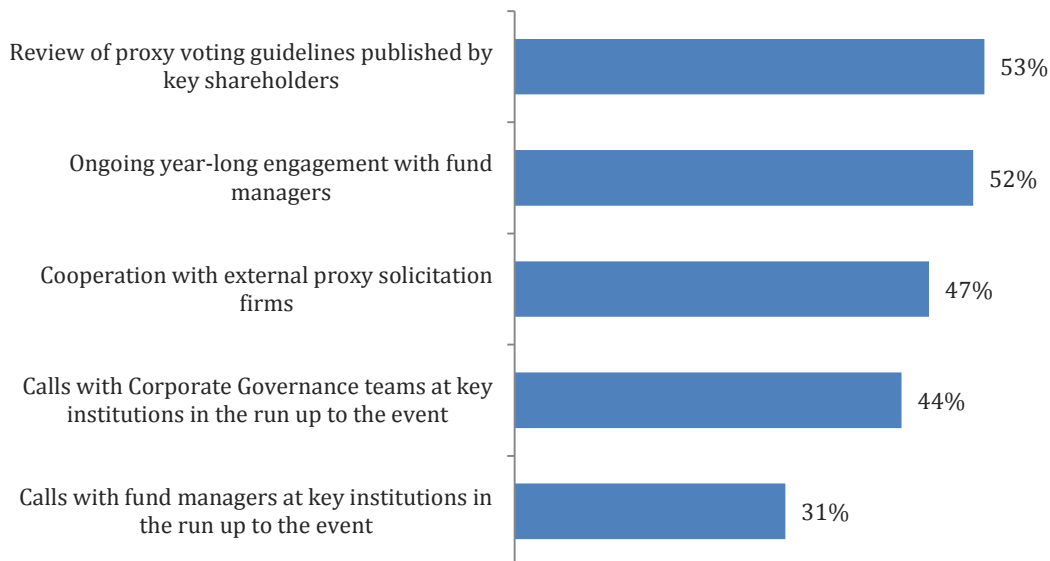 Review of proxy voting guidelines published by
key shareholders
53%
Ongoing year-long engagement with fund
managers
52%
Cooperation with external proxy solicitation
firms
47%
Calls with Corporate Governance teams at key
institutions in the run up to the event
44%
Calls with fund managers at key institutions in
the run up to the event
31%